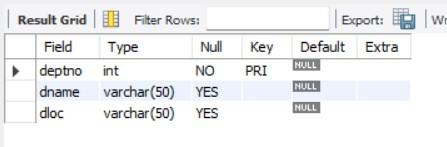 Result Grid Filter Rows: Export: Wr
Field Type Null Key Default Extra
deptno int NO PRI NULL
dname varchar(50) YES NULL
dloc varchar(50) YES NULL